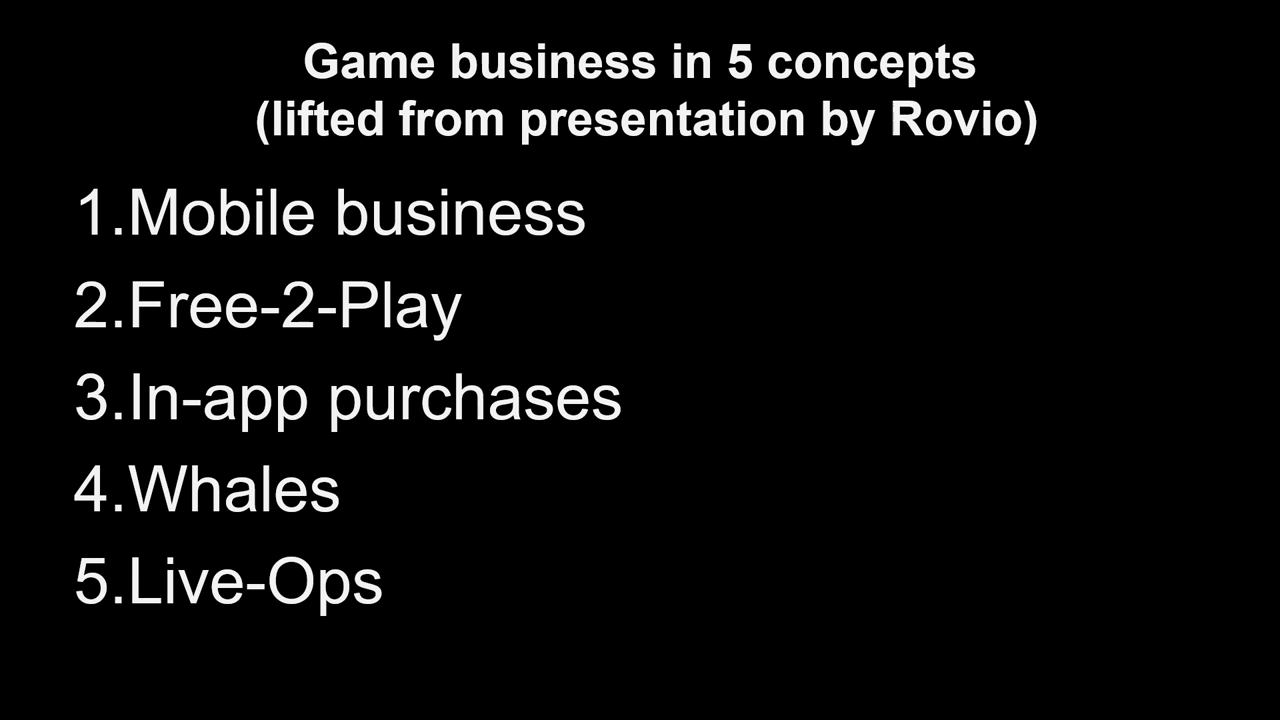 Game business in 5 concepts
(lifted from presentation by Rovio)
1.Mobile business
2.Free-2-Play
3.In-app purchases
4.Whales
5.Live-Ops